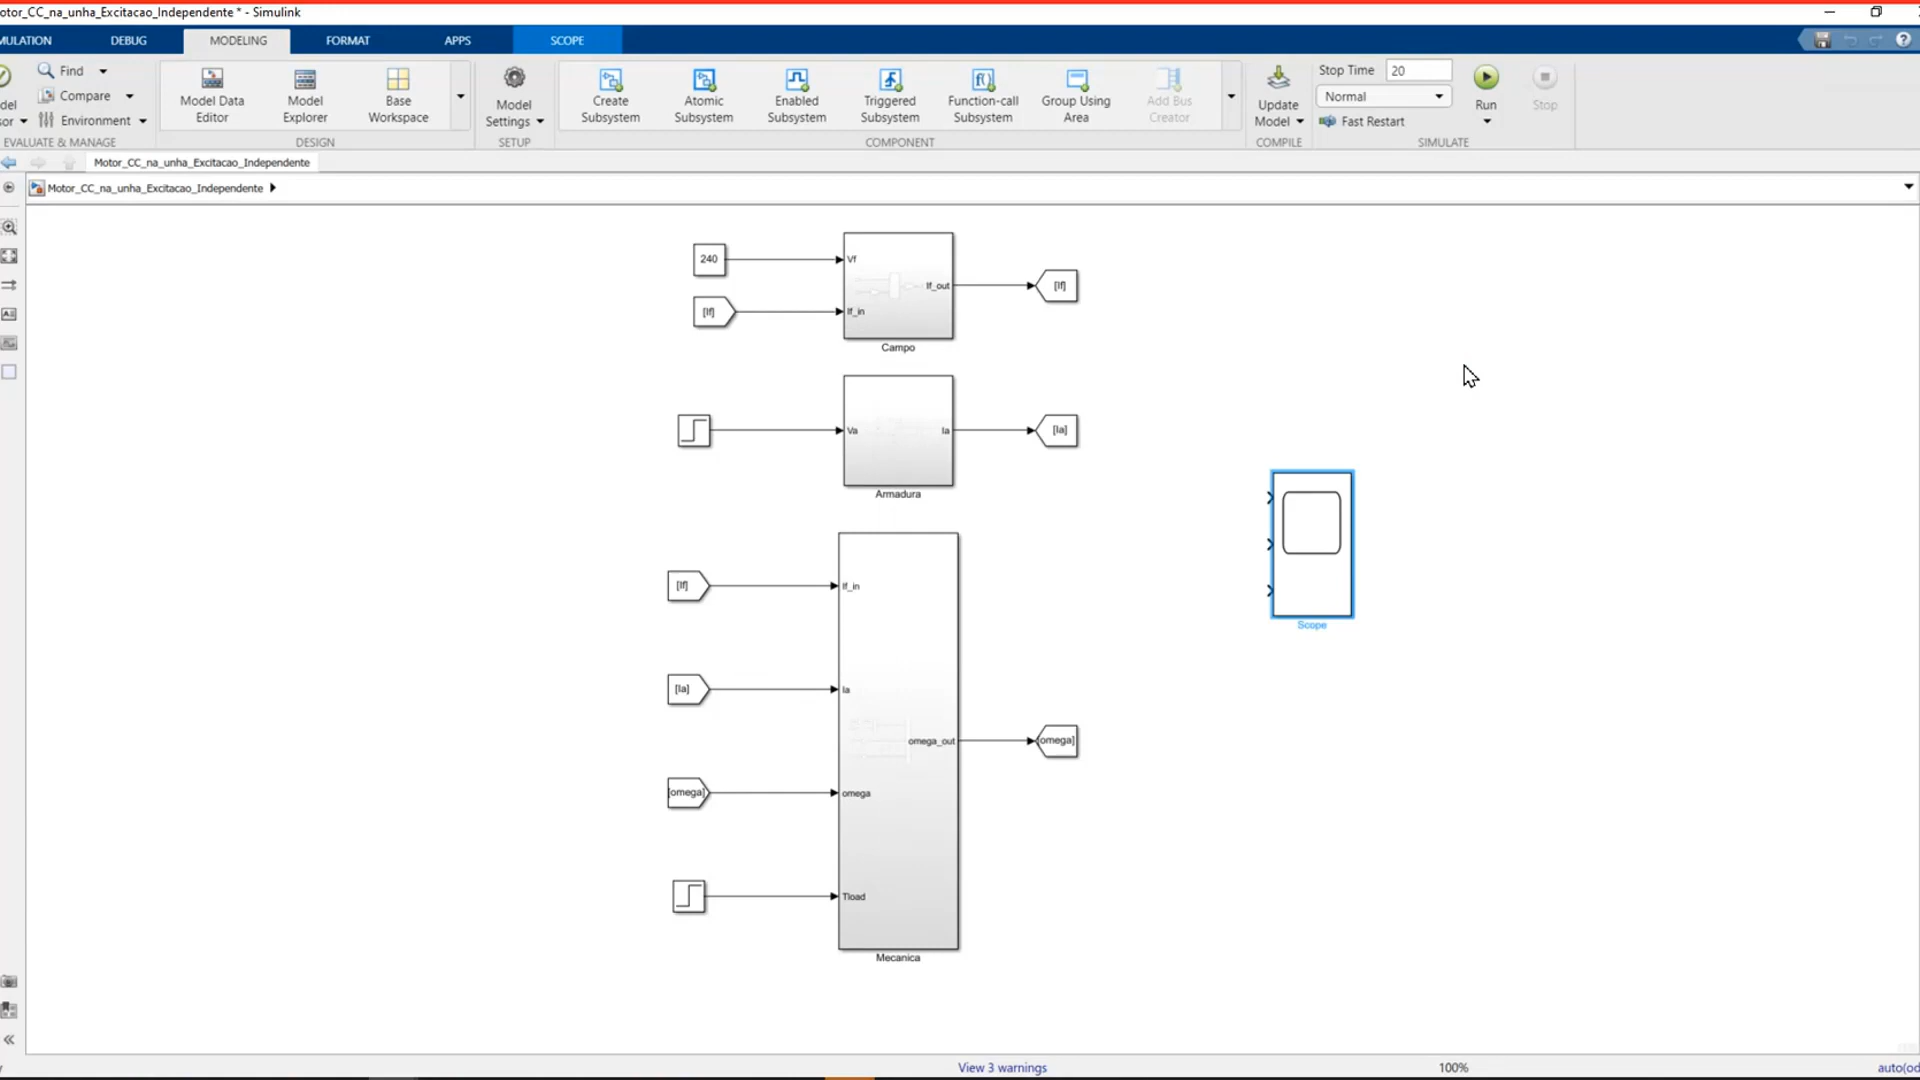 otor_CC_na_unha_Excitacao_Independente * - Simulink
MULATION DEBUG MODELING FORMAT APPS SCOPE
Find
Compare
Environment
Model Data Editor
Model Explorer
Base Workspace
Model Settings
Create Subsystem
Atomic Subsystem
Enabled Subsystem
Triggered Subsystem
Function-call Subsystem
Group Using Area
Add Bus Creator
Update Model
Stop Time 20
Normal
Fast Restart
Run
Stop
EVALUATE & MANAGE DESIGN SETUP COMPONENT COMPILE SIMULATE
Motor_CC_na_unha_Excitacao_Independente
Motor_CC_na_unha_Excitacao_Independente
240 Vf
If_out [If]
[If] If_in
Campo
Va Ia [Ia]
Armadura
[If] If_in
Scope
[Ia] Ia
omega_out [omega]
[omega] omega
Tload
Mecanica
View 3 warnings 100% auto(od